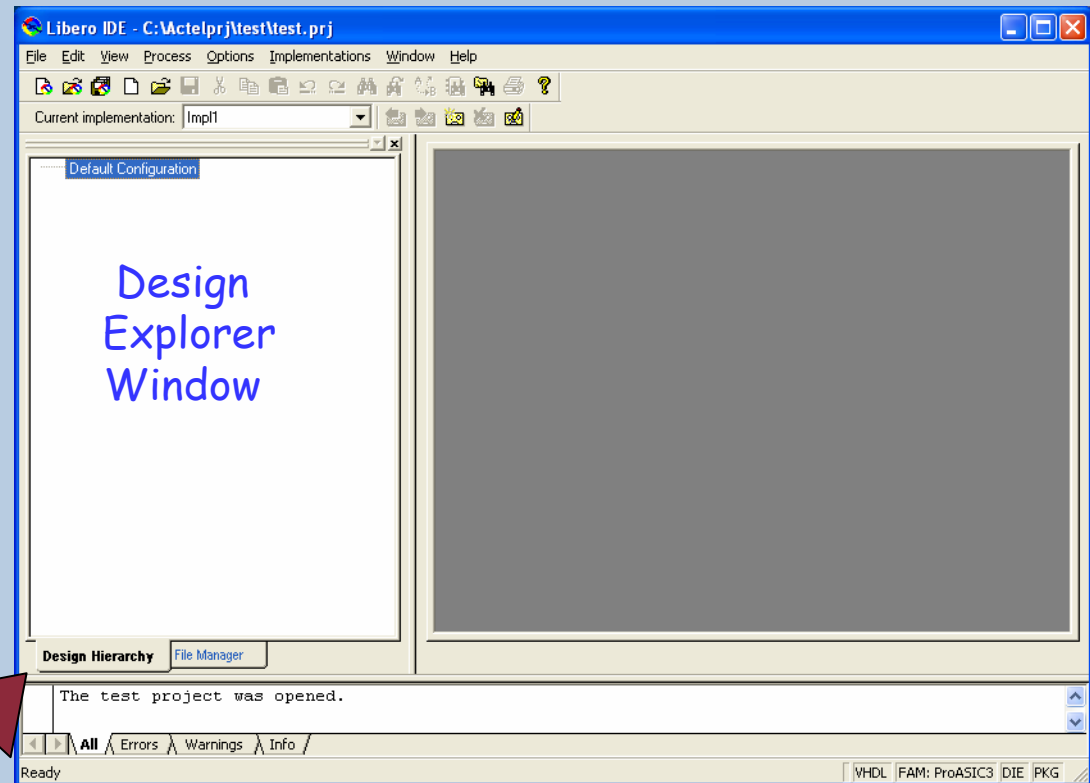 Libero IDE - C:\Actelprj\test\test.prj
File Edit View Process Options Implementations Window Help
Current implementation: Impl1
Default Configuration
Design
Explorer
Window
Design Hierarchy File Manager
The test project was opened.
All Errors Warnings Info
Ready VHDL FAM: ProASIC3 DIE PKG